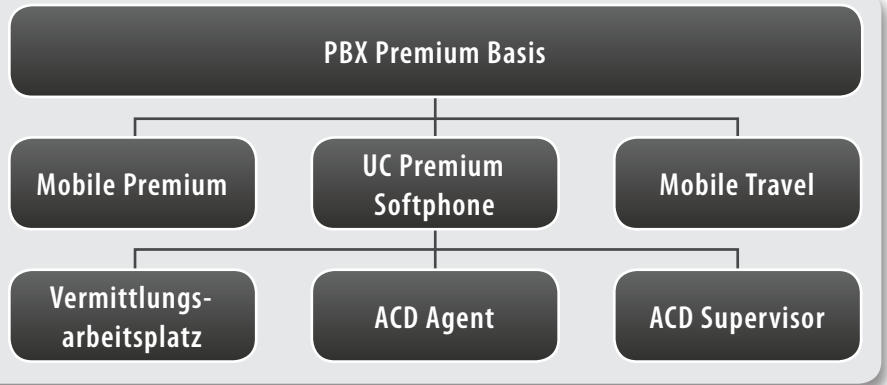 PBX Premium Basis
Mobile Premium
UC Premium
Softphone
Mobile Travel
Vermittlungs-
arbeitsplatz
ACD Agent
ACD Supervisor